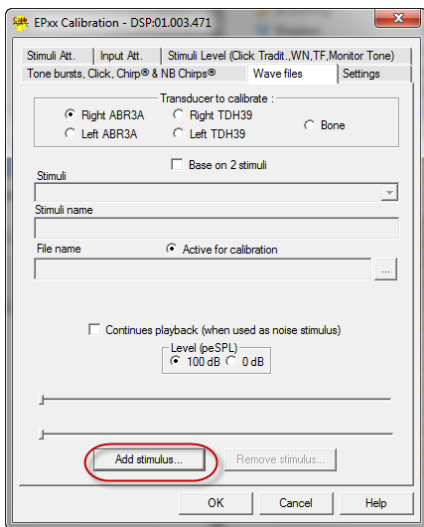 EPxx Calibration - DSP:01.003.471
Stimuli Att. Input Att. Stimuli Level (Click Tradit.,WN,TF,Monitor Tone)
Tone bursts, Click, Chirp® & NB Chirps® Wave files Settings
Transducer to calibrate :
Right ABR3A Right TDH39
Bone
Left ABR3A Left TDH39
Base on 2 stimuli
Stimuli
Stimuli name
File name Active for calibration
...
Continues playback (when used as noise stimulus)
Level (peSPL)
100 dB 0 dB
Add stimulus... Remove stimulus...
OK Cancel Help